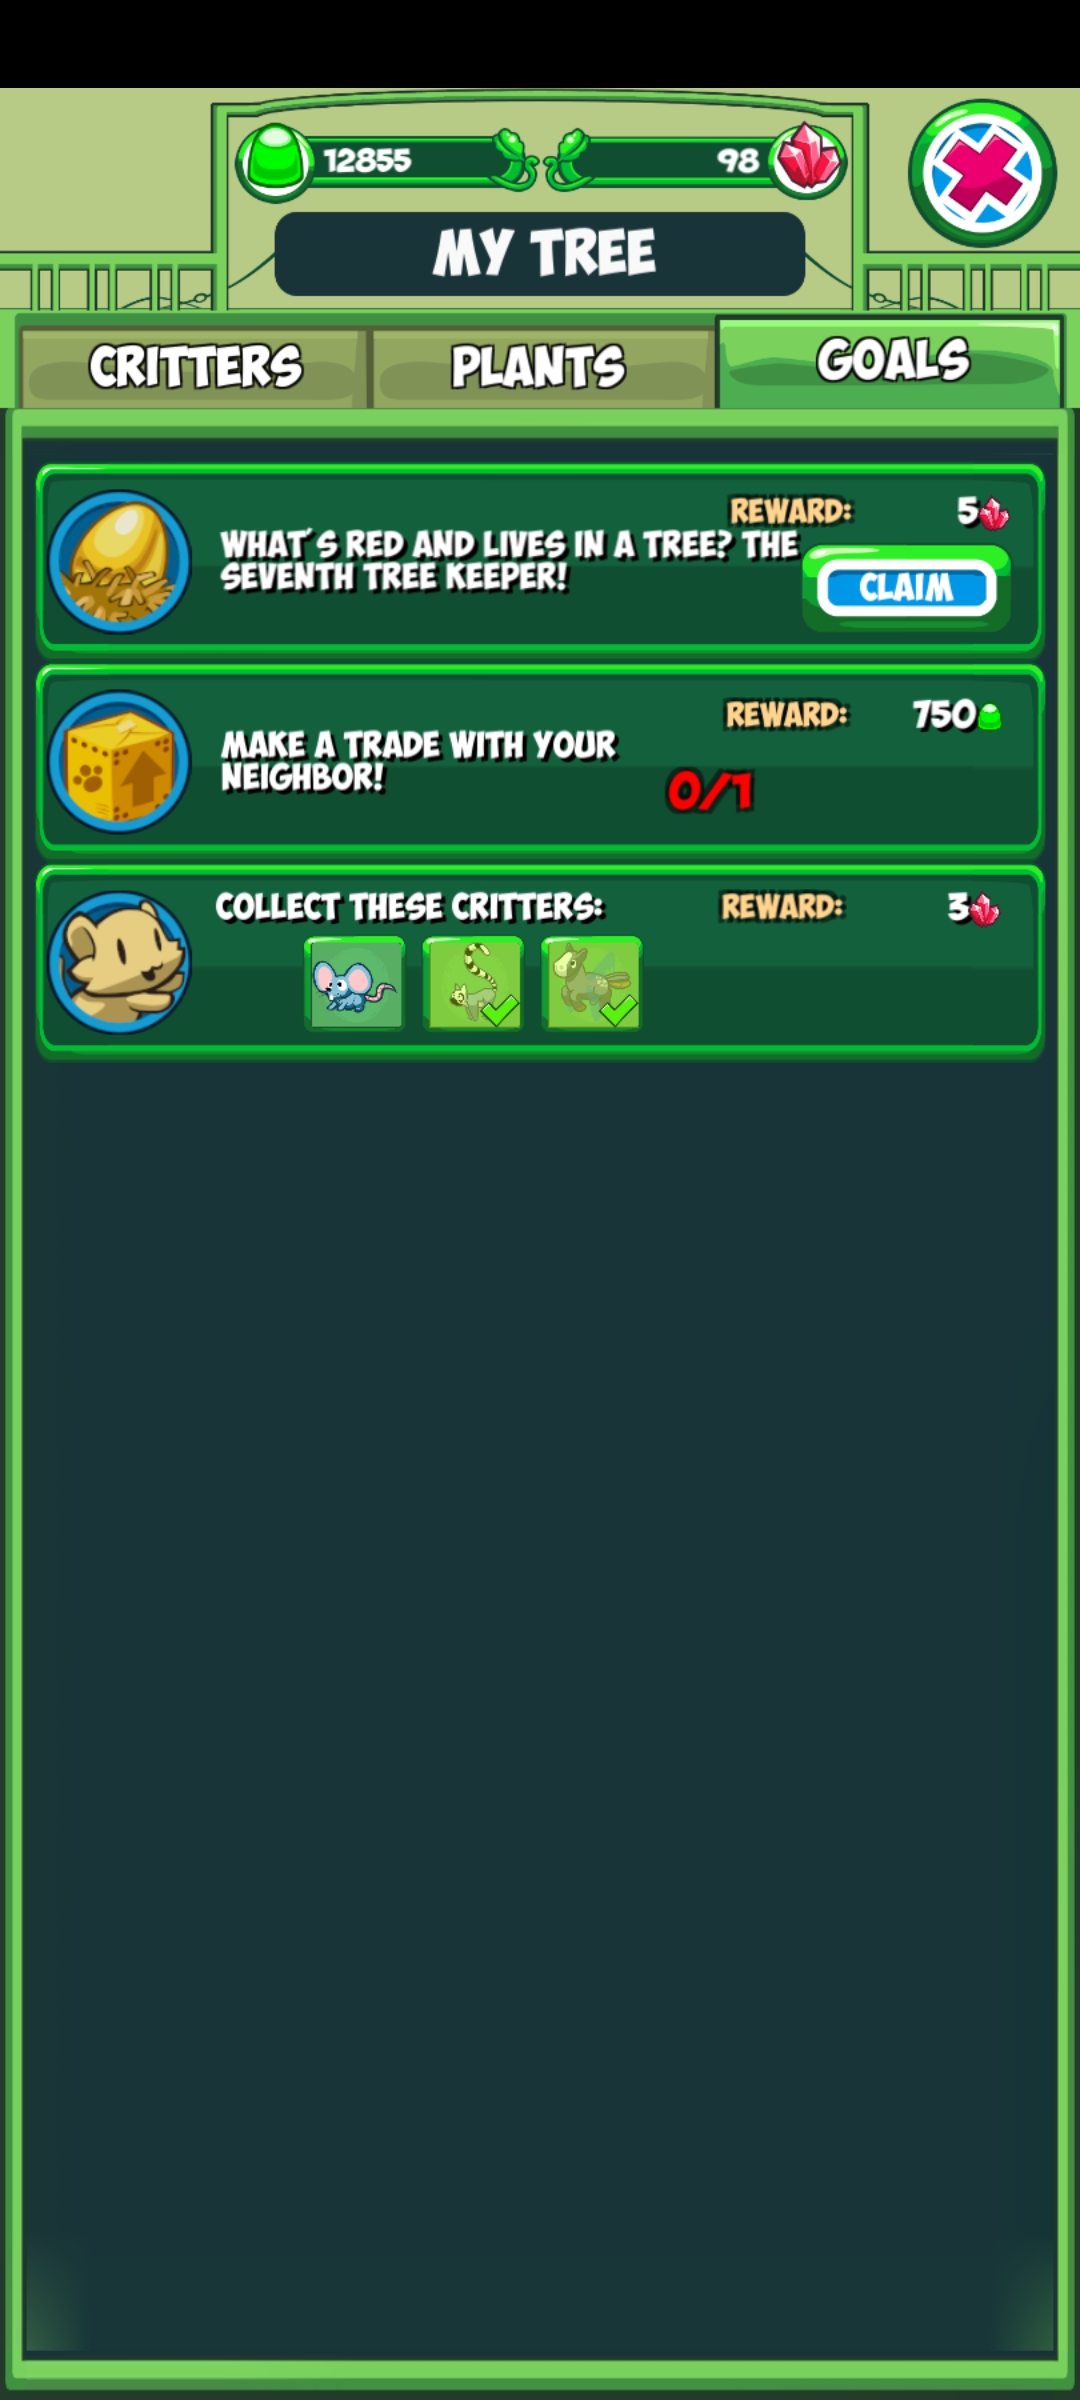 12855
98
MY TREE
CRITTERS
PLANTS
GOALS
REWARD:
5
WHAT'S RED AND LIVES IN A TREE? THE
SEVENTH TREE KEEPER!
CLAIM
REWARD:
750
MAKE A TRADE WITH YOUR
NEIGHBOR!
0/1
COLLECT THESE CRITTERS:
REWARD:
3